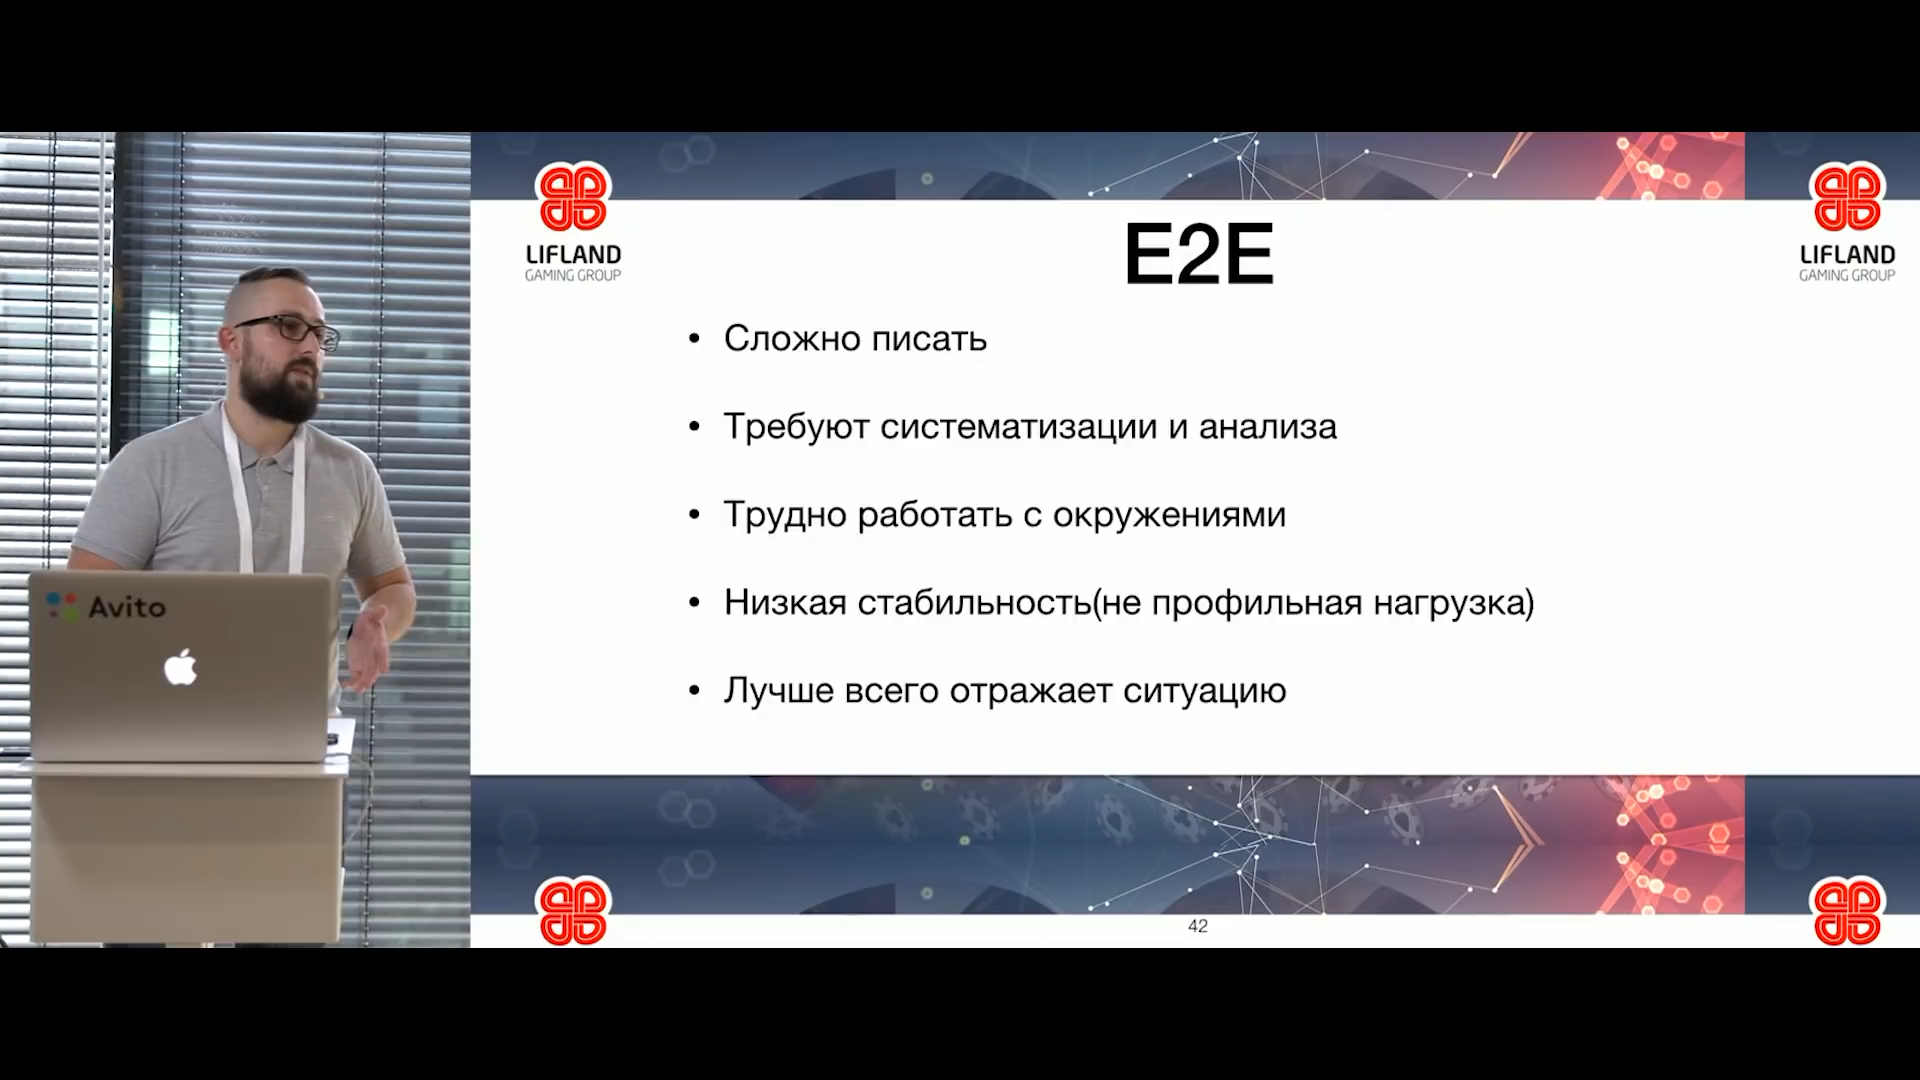 LIFLAND
GAMING GROUP
LIFLAND
GAMING GROUP
E2E
• Сложно писать
• Требуют систематизации и анализа
• Трудно работать с окружениями
• Низкая стабильность(не профильная нагрузка)
• Лучше всего отражает ситуацию
Avito
42